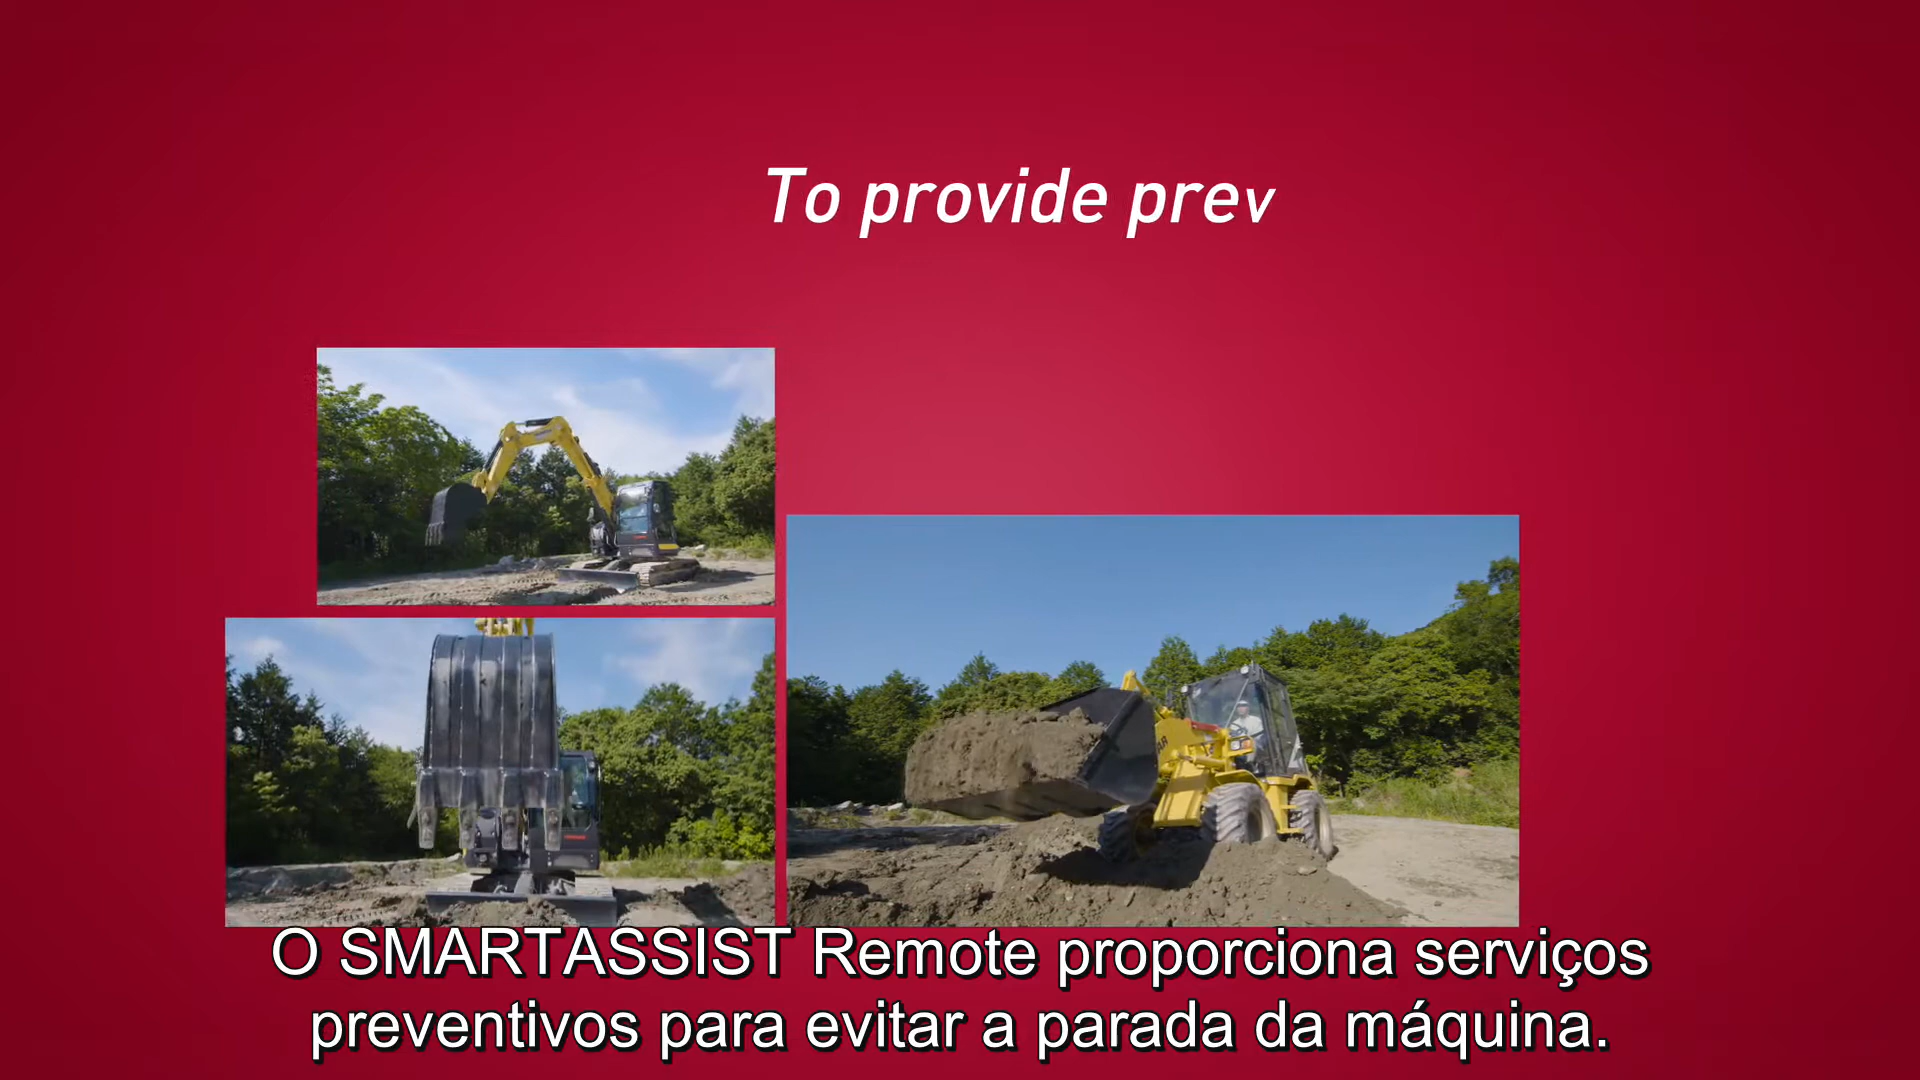 To provide prev
O SMARTASSIST Remote proporciona serviços
preventivos para evitar a parada da máquina.